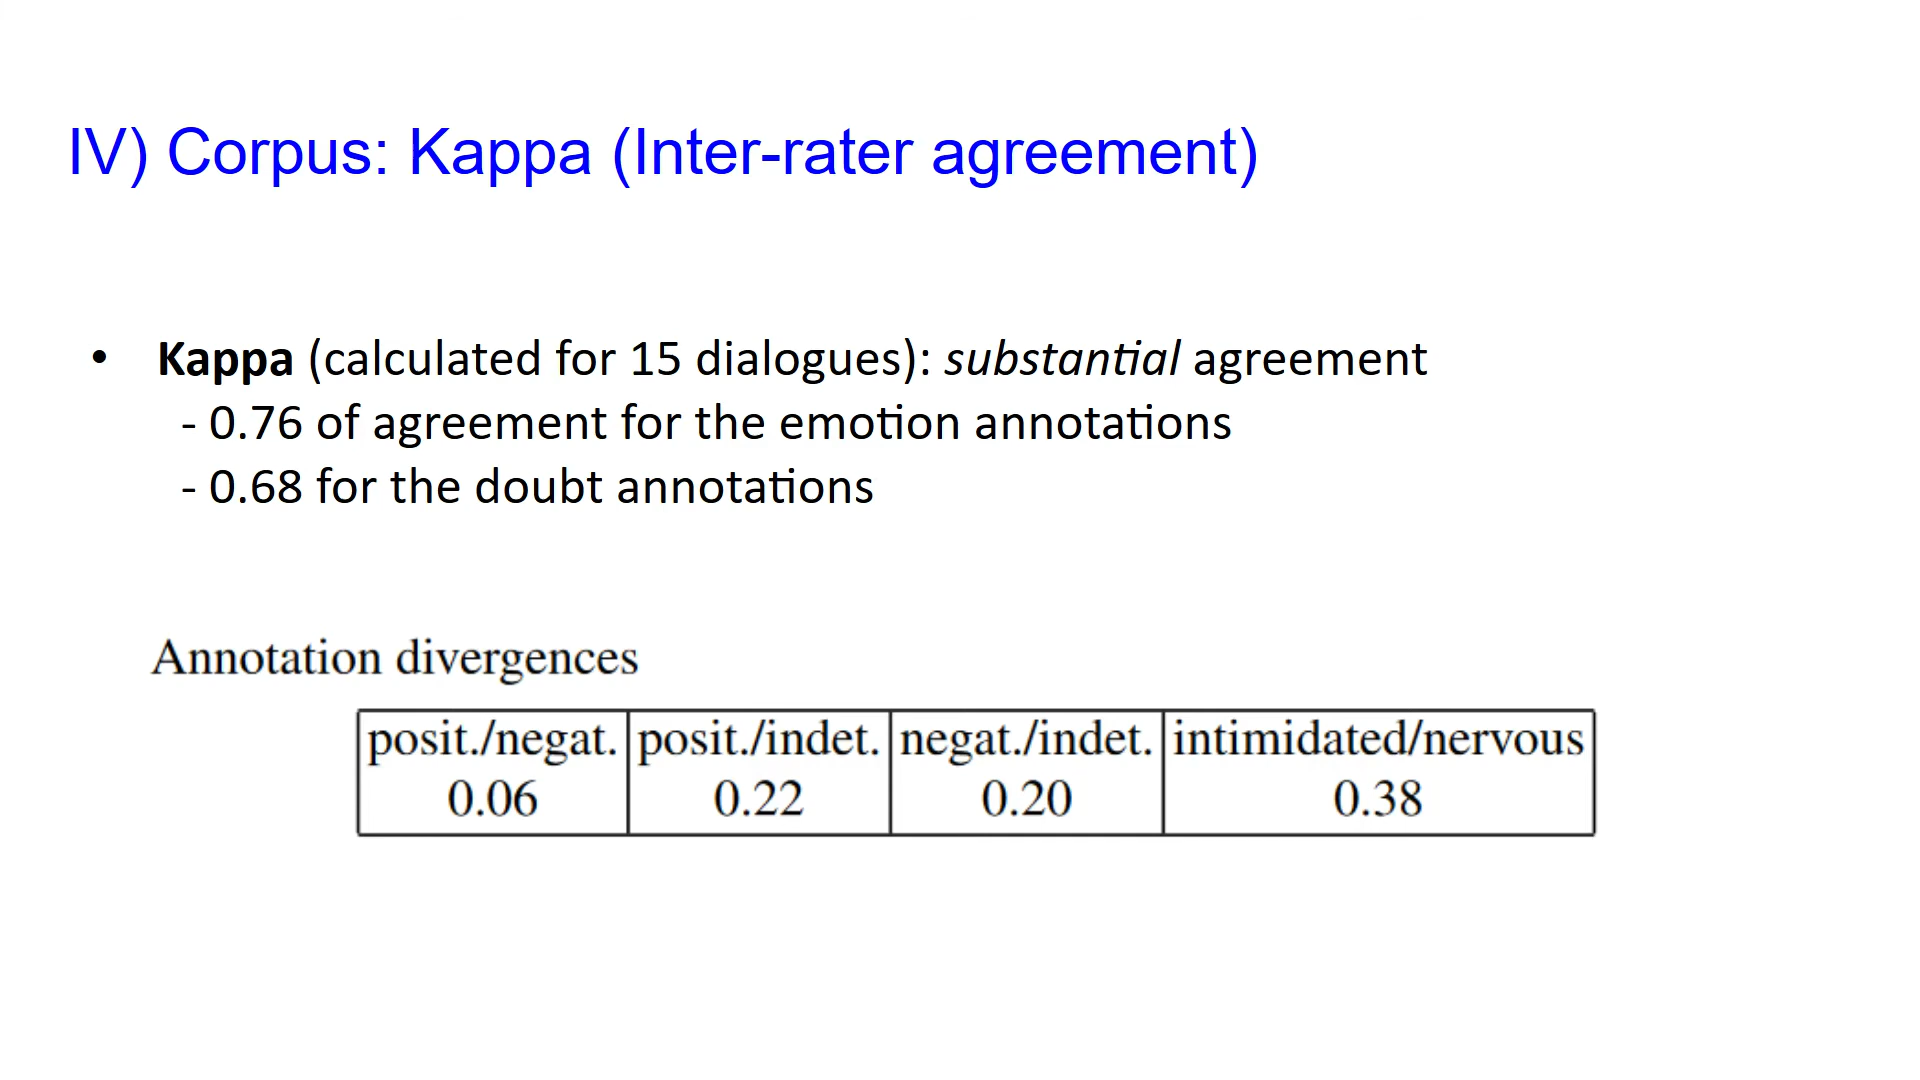 IV) Corpus: Kappa (Inter-rater agreement)
• Kappa (calculated for 15 dialogues): substantial agreement
- 0.76 of agreement for the emotion annotations
- 0.68 for the doubt annotations
Annotation divergences
posit./negat. posit./indet. negat./indet. intimidated/nervous
0.06 0.22 0.20 0.38